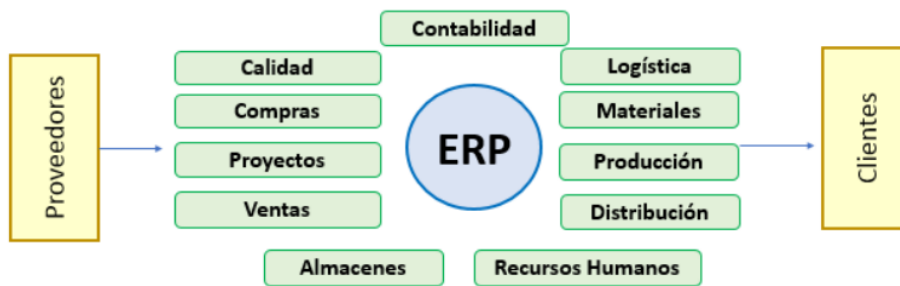 Contabilidad
Proveedores
Calidad
Compras
Proyectos
Ventas
ERP
Logística
Materiales
Producción
Distribución
Clientes
Almacenes
Recursos Humanos